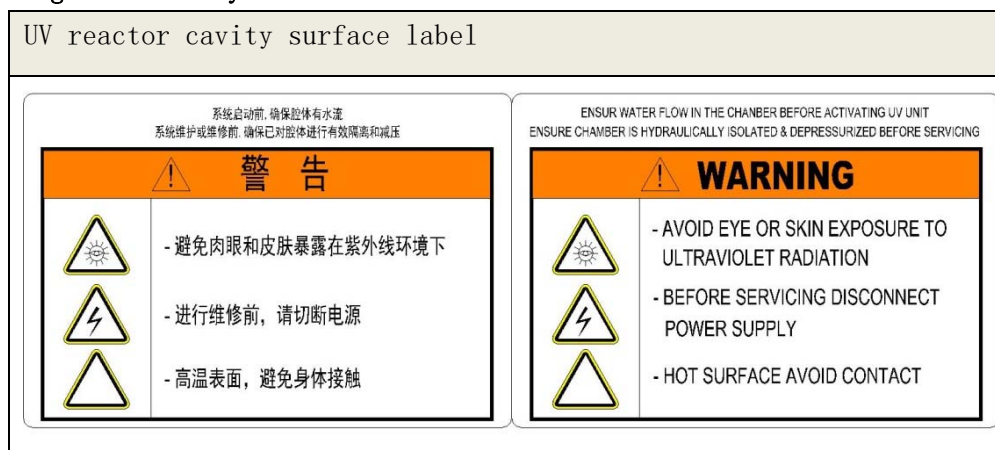 UV reactor cavity surface label
系统启动前, 确保腔体有水流
系统维护或维修前, 确保已对腔体进行有效隔离和减压
警 告
- 避免肉眼和皮肤暴露在紫外线环境下
- 进行维修前, 请切断电源
- 高温表面, 避免身体接触
ENSUR WATER FLOW IN THE CHANBER BEFORE ACTIVATING UV UNIT
ENSURE CHAMBER IS HYDRAULICALLY ISOLATED & DEPRESSURIZED BEFORE SERVICING
WARNING
- AVOID EYE OR SKIN EXPOSURE TO
ULTRAVIOLET RADIATION
- BEFORE SERVICING DISCONNECT
POWER SUPPLY
- HOT SURFACE AVOID CONTACT